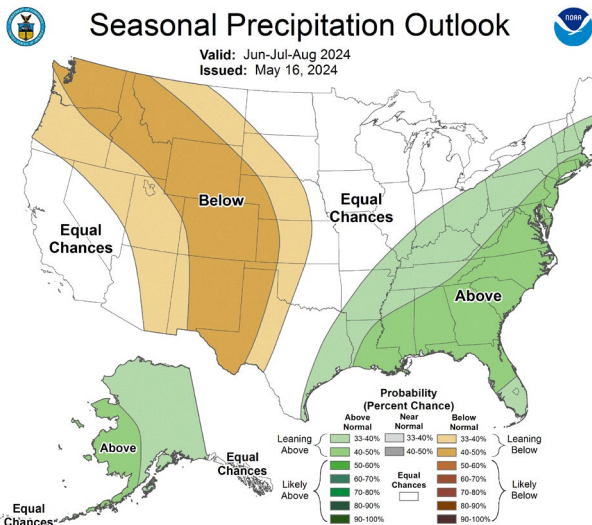 Seasonal Precipitation Outlook
NOAA
Valid: Jun-Jul-Aug 2024
Issued: May 16, 2024
Below
Equal
Chances
Equal
Chances
Above
Above
Equal
Chances
Equal
Chances
Probability
(Percent Chance)
Above
Normal
Near
Normal
Below
Normal
Leaning
Above
33-40%
33-40%
33-40%
Leaning
Below
40-50%
40-50%
40-50%
Likely
Above
50-60%
60-70%
70-80%
80-90%
90-100%
Equal
Chances
50-60%
60-70%
70-80%
80-90%
90-100%
Likely
Below